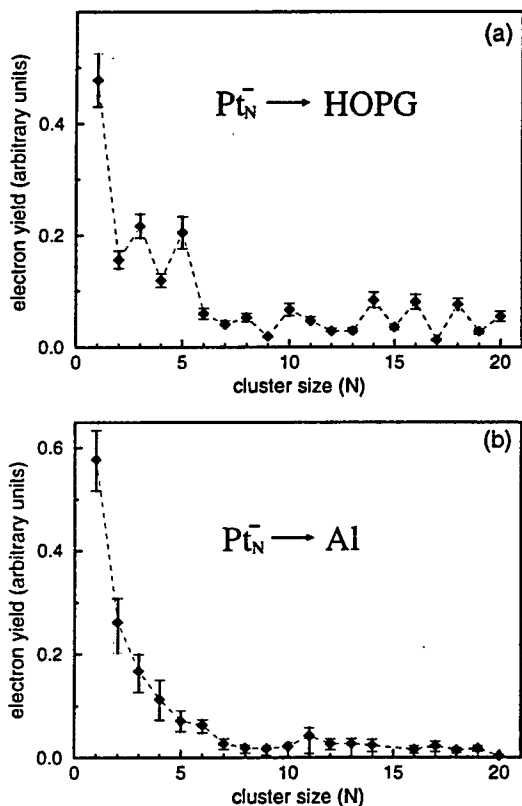 (a)
Pt_N^- → HOPG
electron yield (arbitrary units)
0.4
0.2
0.0
0 5 10 15 20
cluster size (N)
(b)
Pt_N^- → Al
electron yield (arbitrary units)
0.6
0.4
0.2
0.0
0 5 10 15 20
cluster size (N)